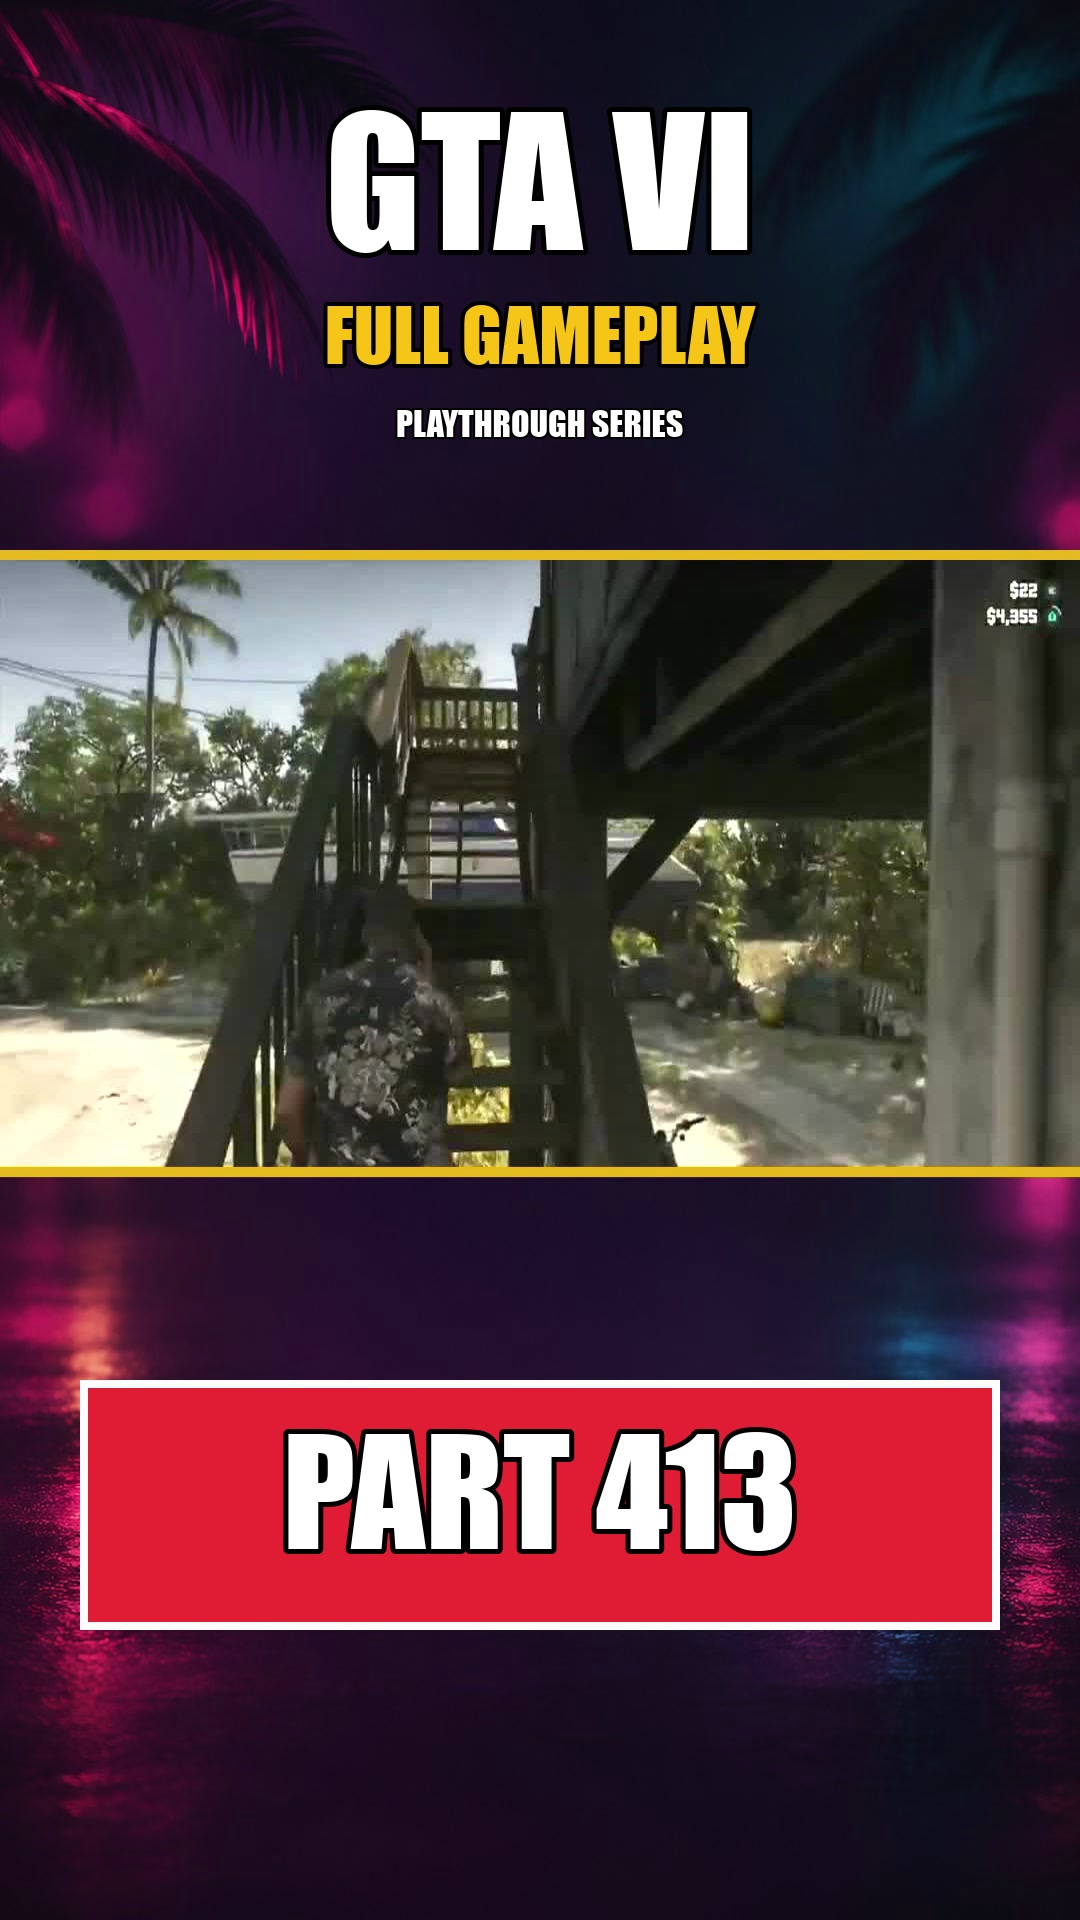 GTA VI
FULL GAMEPLAY
PLAYTHROUGH SERIES
$22
$4,355
PART 413